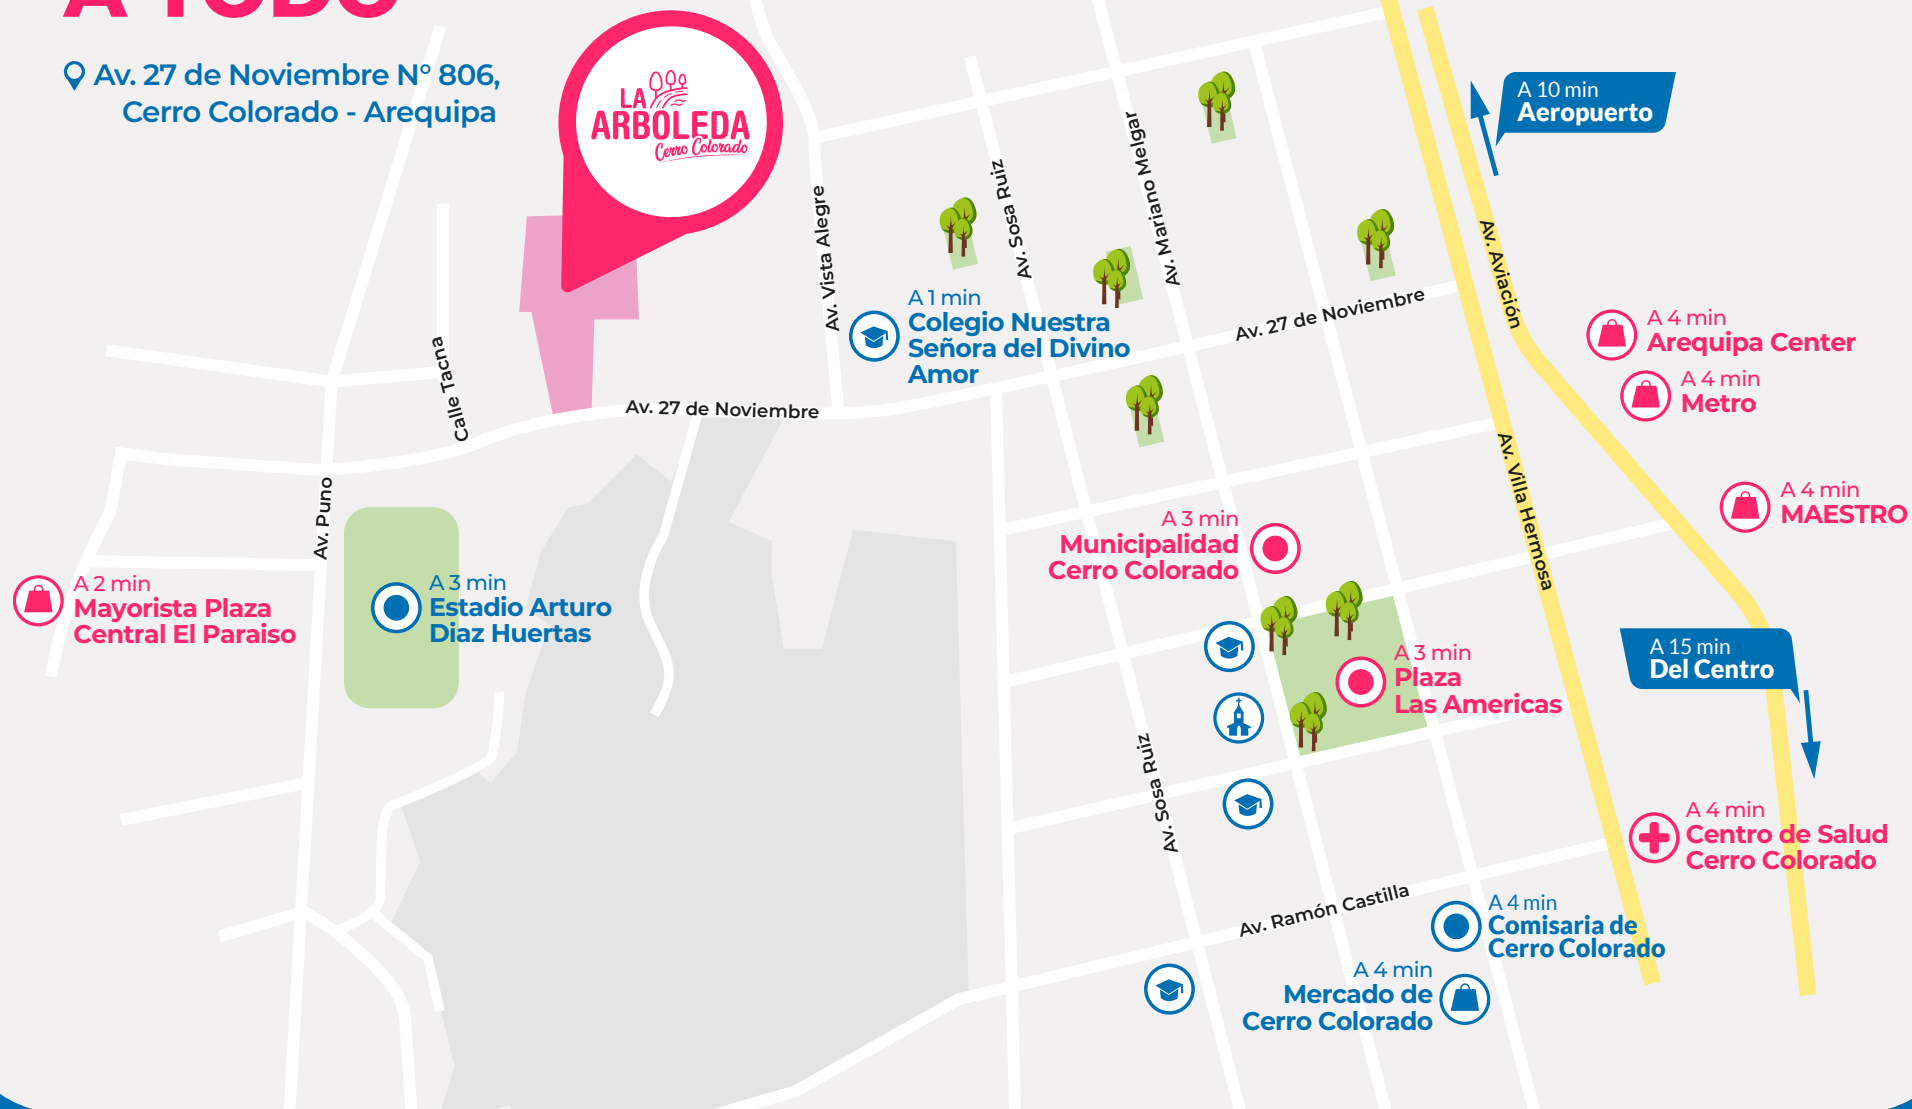 A TODO
Av. 27 de Noviembre N° 806,
Cerro Colorado - Arequipa
LA
ARBOLEDA
Cerro Colorado
A 10 min
Aeropuerto
Av. Vista Alegre
Av. Sosa Ruiz
Av. Mariano Melgar
Av. Aviación
A 1 min
Colegio Nuestra
Señora del Divino
Amor
Av. 27 de Noviembre
A 4 min
Arequipa Center
A 4 min
Metro
Calle Tacna
Av. 27 de Noviembre
Av. Puno
Av. Villa Hermosa
A 4 min
MAESTRO
A 3 min
Municipalidad
Cerro Colorado
A 2 min
Mayorista Plaza
Central El Paraiso
A 3 min
Estadio Arturo
Diaz Huertas
A 3 min
Plaza
Las Americas
A 15 min
Del Centro
Av. Sosa Ruiz
A 4 min
Centro de Salud
Cerro Colorado
Av. Ramón Castilla
A 4 min
Comisaria de
Cerro Colorado
A 4 min
Mercado de
Cerro Colorado